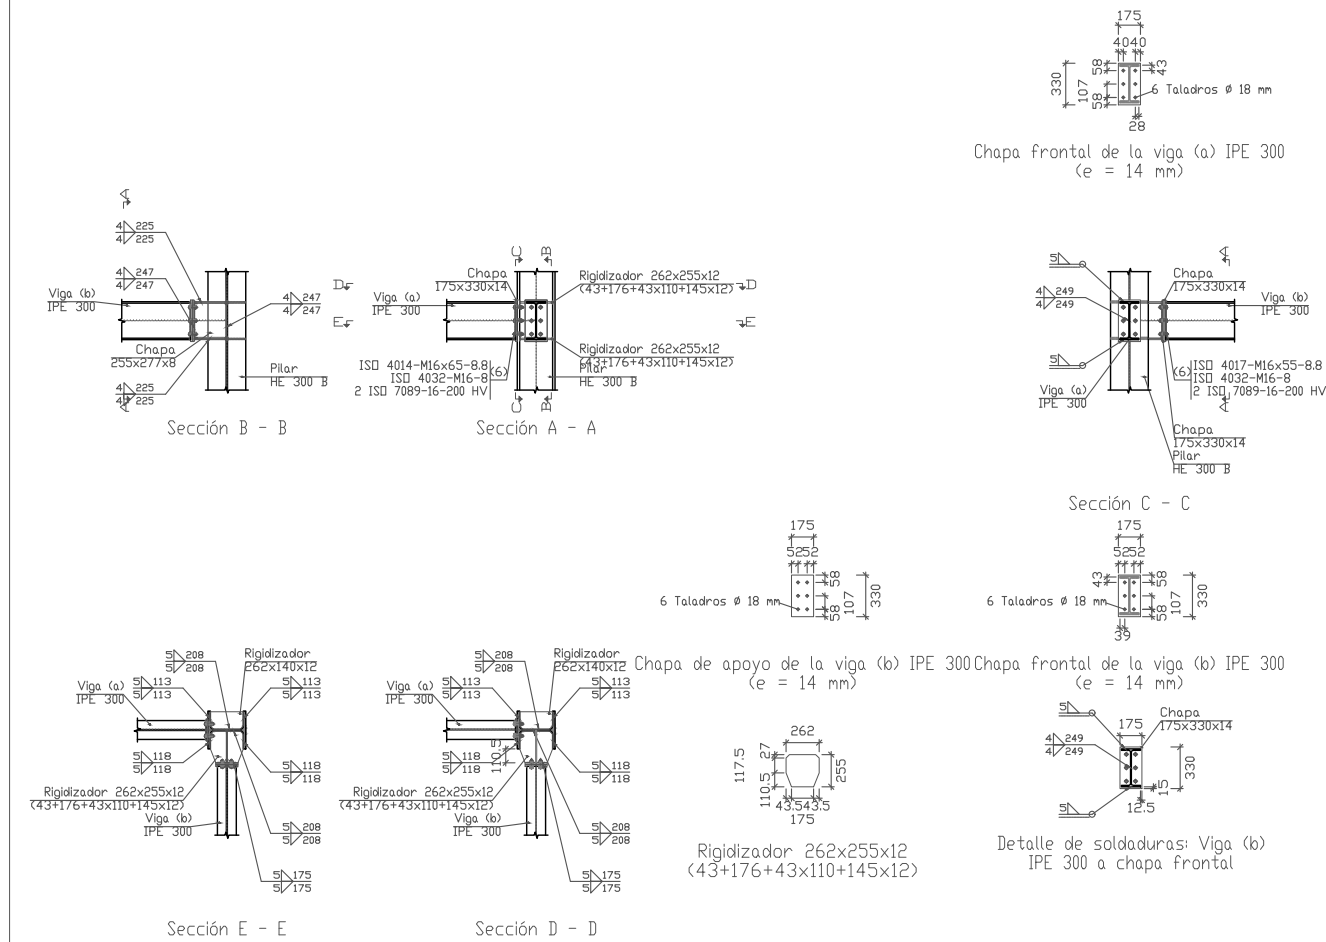 175
40 40
58
43
330
107
58
6 Taladros Ø 18 mm
28
Chapa frontal de la viga (a) IPE 300
(e = 14 mm)
A
4 225
4 225
4 247
4 247
Viga (b)
IPE 300
4 247
4 247
Chapa
255x277x8
Pilar
HE 300 B
4 225
4 225
A
Sección B - B
C B
D D
E E
Chapa
175x330x14
Rigidizador 262x255x12
(43+176+43x110+145x12)
Viga (a)
IPE 300
Rigidizador 262x255x12
(43+176+43x110+145x12)
ISO 4014-M16x65-8.8
ISO 4032-M16-8
2 ISO 7089-16-200 HV
(6)
Pilar
HE 300 B
C B
Sección A - A
A
5
Chapa
175x330x14
4 249
4 249
Viga (b)
IPE 300
5
ISO 4017-M16x55-8.8
ISO 4032-M16-8
2 ISO 7089-16-200 HV
(6)
Viga (a)
IPE 300
A
Chapa
175x330x14
Pilar
HE 300 B
Sección C - C
175
52 52
58
107
330
58
6 Taladros Ø 18 mm
Chapa de apoyo de la viga (b) IPE 300
(e = 14 mm)
175
52 52
43
58
107
330
58
6 Taladros Ø 18 mm
39
Chapa frontal de la viga (b) IPE 300
(e = 14 mm)
5 208
5 208
Rigidizador
262x140x12
Viga (a)
IPE 300
5 113
5 113
5 113
5 113
5 118
5 118
110.5
5 118
5 118
Rigidizador 262x255x12
(43+176+43x110+145x12)
Viga (b)
IPE 300
5 208
5 208
5 175
5 175
Sección E - E
5 208
5 208
Rigidizador
262x140x12
Viga (a)
IPE 300
5 113
5 113
5 113
5 113
5 118
5 118
110.5
5 118
5 118
Rigidizador 262x255x12
(43+176+43x110+145x12)
Viga (b)
IPE 300
5 208
5 208
5 175
5 175
Sección D - D
262
27
117.5
110.5
255
43.5 43.5
175
Rigidizador 262x255x12
(43+176+43x110+145x12)
5
Chapa
175x330x14
175
4 249
4 249
330
15
12.5
5
Detalle de soldaduras: Viga (b)
IPE 300 a chapa frontal